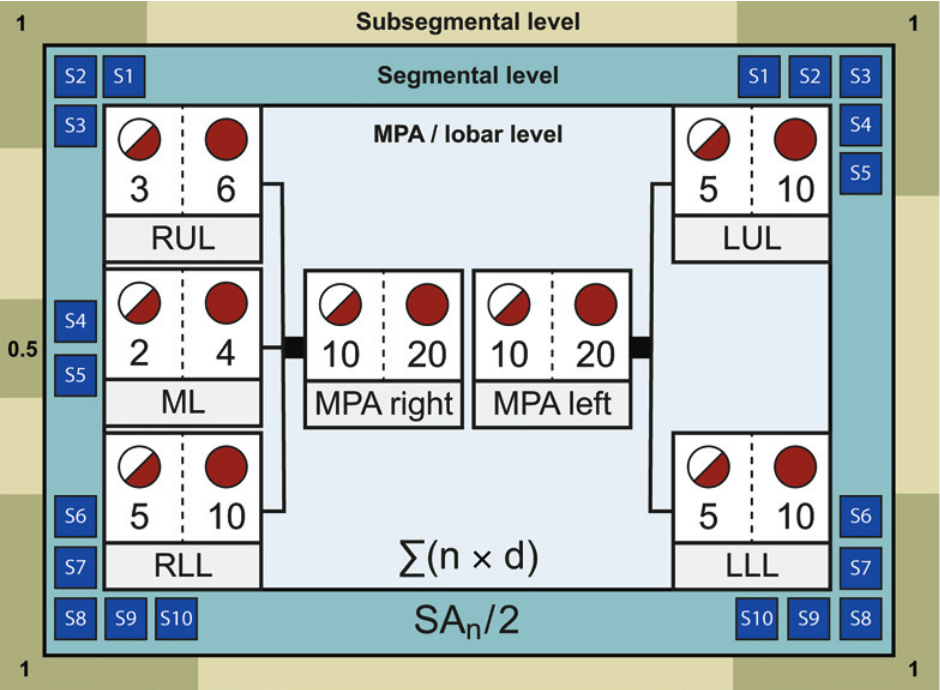 1 Subsegmental level 1
S2 S1 Segmental level S1 S2 S3
S3 MPA / lobar level S4
S5
3 6 5 10
RUL LUL
S4
0.5
S5
2 4 10 20 10 20
ML MPA right MPA left
S6 5 10 5 10 S6
S7 RLL ∑(n × d) LLL S7
S8 S9 S10 SAn/2 S10 S9 S8
1 1